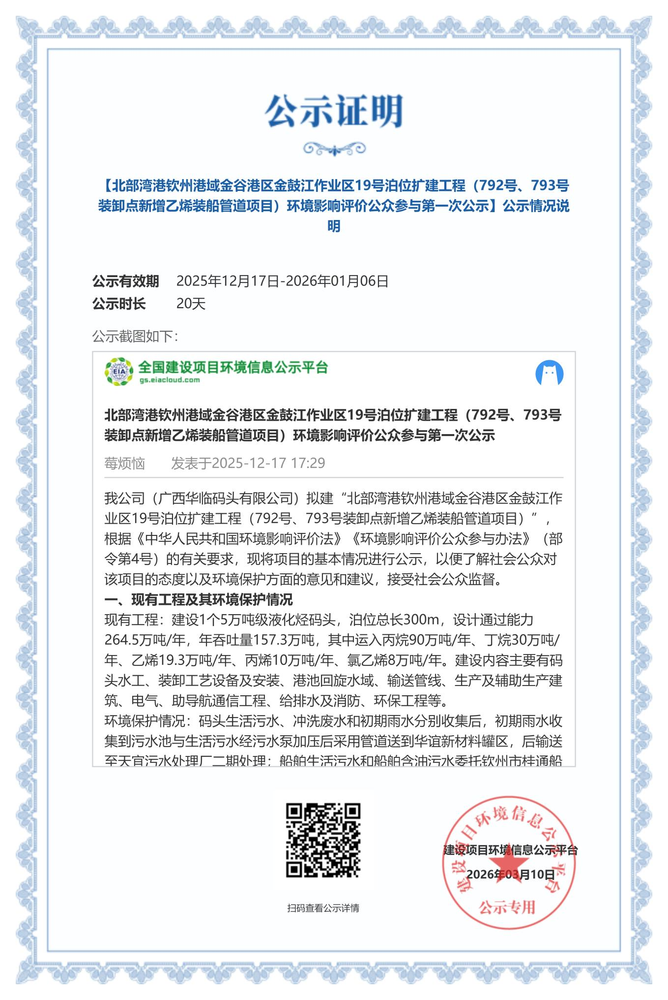 公示证明
【北部湾港钦州港域金谷港区金鼓江作业区19号泊位扩建工程（792号、793号
装卸点新增乙烯装船管道项目）环境影响评价公众参与第一次公示】公示情况说
明
公示有效期 2025年12月17日-2026年01月06日
公示时长 20天
公示截图如下：
EIA
全国建设项目环境信息公示平台
gs.eiacloud.com
北部湾港钦州港域金谷港区金鼓江作业区19号泊位扩建工程（792号、793号
装卸点新增乙烯装船管道项目）环境影响评价公众参与第一次公示
莓烦恼 发表于2025-12-17 17:29
我公司（广西华临码头有限公司）拟建“北部湾港钦州港域金谷港区金鼓江作
业区19号泊位扩建工程（792号、793号装卸点新增乙烯装船管道项目）”，
根据《中华人民共和国环境影响评价法》《环境影响评价公众参与办法》（部
令第4号）的有关要求，现将项目的基本情况进行公示，以便了解社会公众对
该项目的态度以及环境保护方面的意见和建议，接受社会公众监督。
一、现有工程及其环境保护情况
现有工程：建设1个5万吨级液化烃码头，泊位总长300m，设计通过能力
264.5万吨/年，年吞吐量157.3万吨，其中运入丙烷90万吨/年、丁烷30万吨/
年、乙烯19.3万吨/年、丙烯10万吨/年、氯乙烯8万吨/年。建设内容主要有码
头水工、装卸工艺设备及安装、港池回旋水域、输送管线、生产及辅助生产建
筑、电气、助导航通信工程、给排水及消防、环保工程等。
环境保护情况：码头生活污水、冲洗废水和初期雨水分别收集后，初期雨水收
集到污水池与生活污水经污水泵加压后采用管道送到华谊新材料罐区，后输送
至天宜污水处理厂二期处理；船舶生活污水和船舶含油污水委托钦州市桂通船
建设项目环境信息公示平台
建设项目环境信息公示平台
2026年03月10日
公示专用
扫码查看公示详情